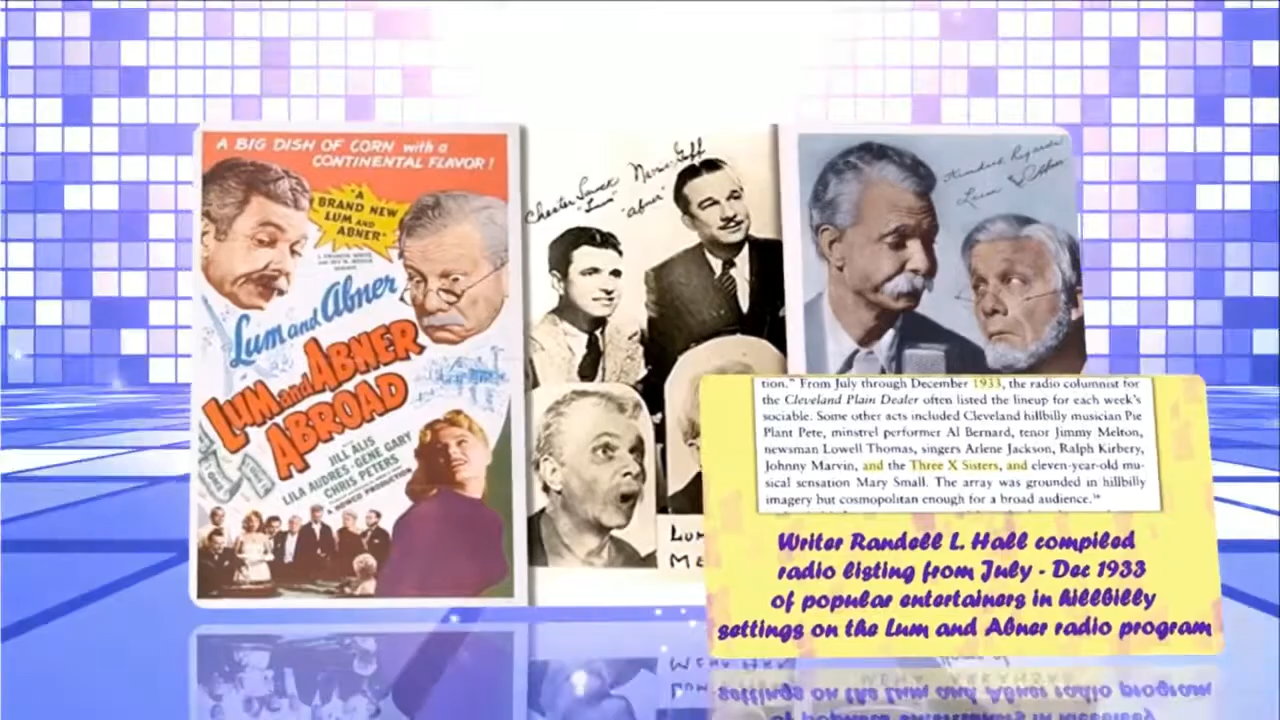 A BIG DISH OF CORN with a
CONTINENTAL FLAVOR!
"A
BRAND NEW
LUM AND
ABNER"
Lum and Abner
LUM and ABNER
ABROAD
JILL ALIS
LILA AUDRES · GENE GARY
CHRIS PETERS
A HOWCO PRODUCTION
Chester Lauck Norris Goff
"Lum" "Abner"
tion." From July through December 1933, the radio columnist for
the Cleveland Plain Dealer often listed the lineup for each week's
sociable. Some other acts included Cleveland hillbilly musician Pie
Plant Pete, minstrel performer Al Bernard, tenor Jimmy Melton,
newsman Lowell Thomas, singers Arlene Jackson, Ralph Kirbery,
Johnny Marvin, and the Three X Sisters, and eleven-year-old mu-
sical sensation Mary Small. The array was grounded in hillbilly
imagery but cosmopolitan enough for a broad audience."
Writer Randell L. Hall compiled
radio listing from July - Dec 1933
of popular entertainers in hillbilly
settings on the Lum and Abner radio program